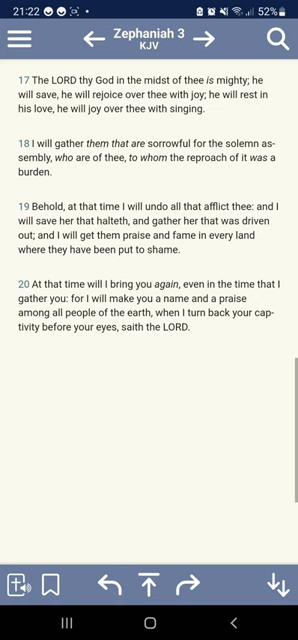 21:22
52%
Zephaniah 3
KJV
17 The LORD thy God in the midst of thee is mighty; he
will save, he will rejoice over thee with joy; he will rest in
his love, he will joy over thee with singing.
18 I will gather them that are sorrowful for the solemn as-
sembly, who are of thee, to whom the reproach of it was a
burden.
19 Behold, at that time I will undo all that afflict thee: and I
will save her that halteth, and gather her that was driven
out; and I will get them praise and fame in every land
where they have been put to shame.
20 At that time will I bring you again, even in the time that I
gather you: for I will make you a name and a praise
among all people of the earth, when I turn back your cap-
tivity before your eyes, saith the LORD.